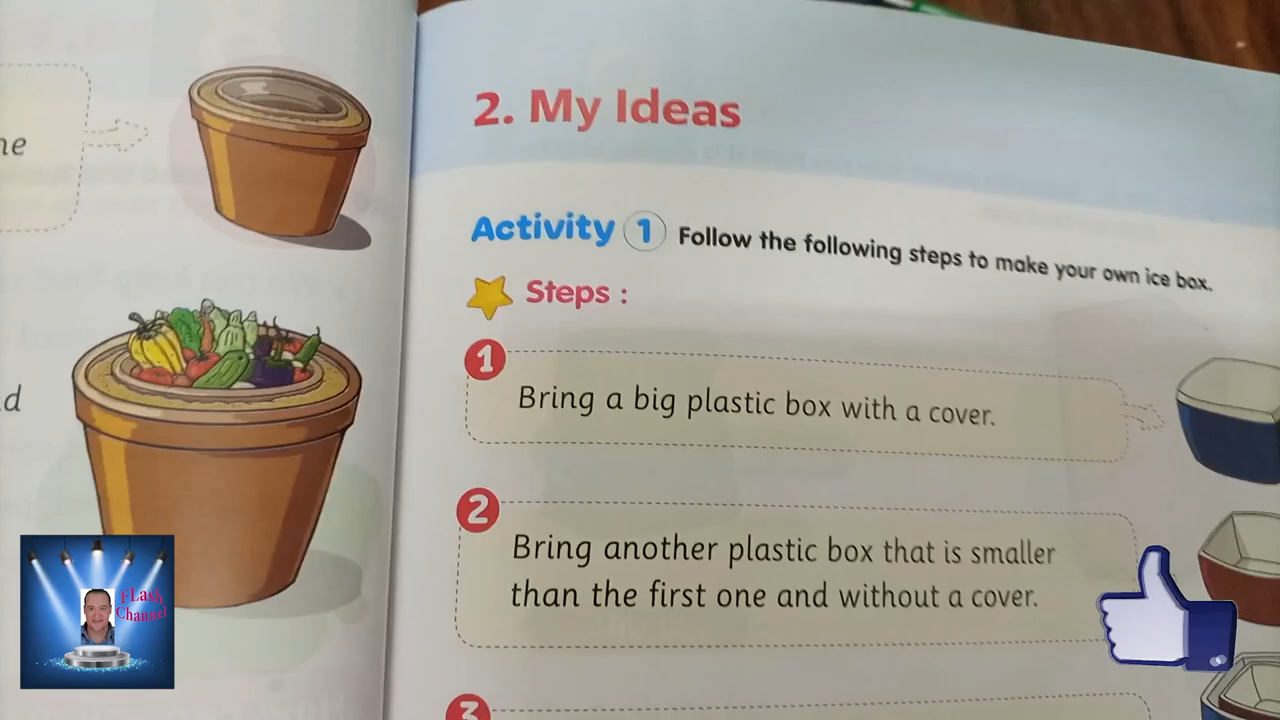 2. My Ideas
Activity 1 Follow the following steps to make your own ice box.
Steps :
1
Bring a big plastic box with a cover.
2
Bring another plastic box that is smaller
than the first one and without a cover.
3
FLash
Channel